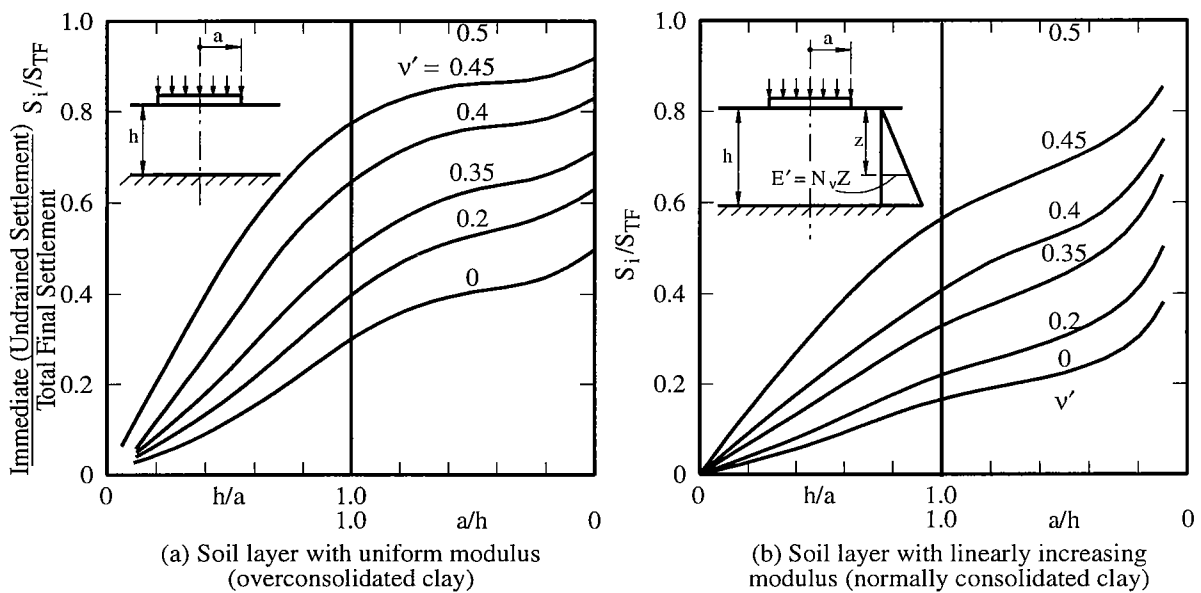 Immediate (Undrained Settlement)
Total Final Settlement
S_i/S_TF
1.0
0.8
0.6
0.4
0.2
0
a
h
0.5
ν′ = 0.45
0.4
0.35
0.2
0
0
h/a
1.0
1.0
a/h
0
(a) Soil layer with uniform modulus
(overconsolidated clay)
S_i/S_TF
1.0
0.8
0.6
0.4
0.2
0
a
h
z
E′ = N_vZ
0.5
0.45
0.4
0.35
0.2
0
ν′
0
h/a
1.0
1.0
a/h
0
(b) Soil layer with linearly increasing
modulus (normally consolidated clay)